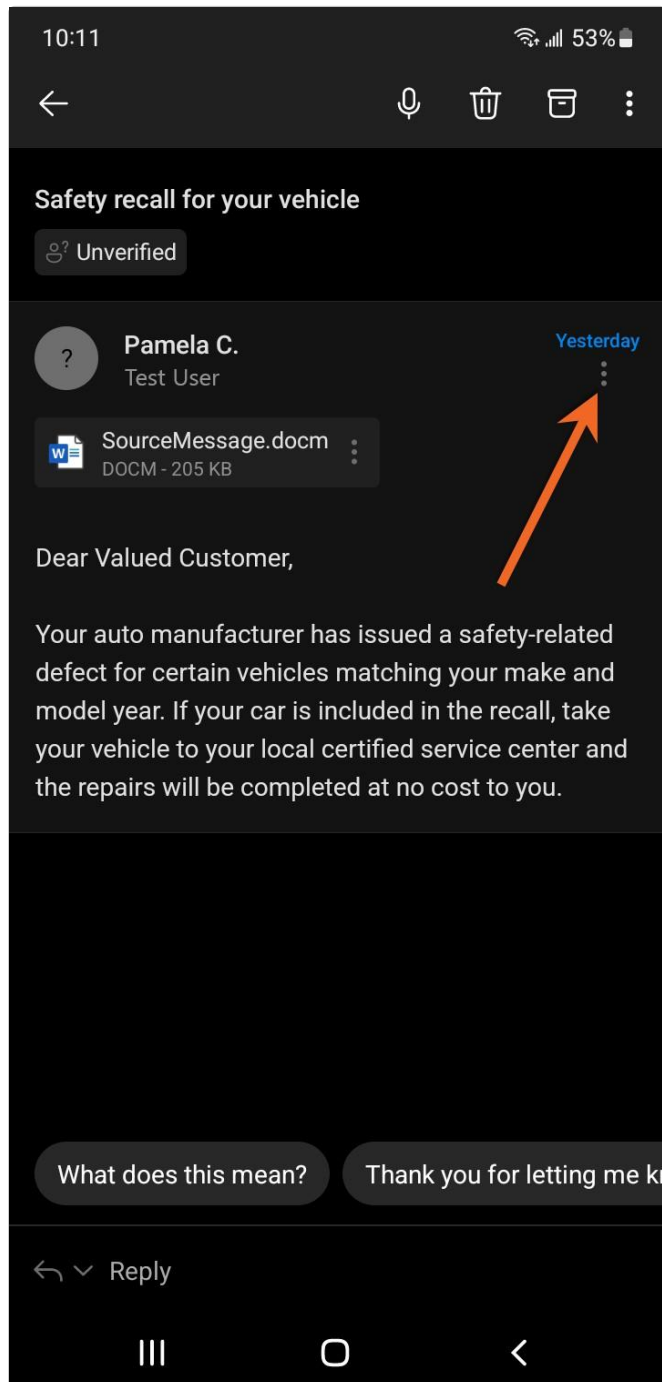 10:11 53%
Safety recall for your vehicle
? Unverified
? Pamela C. Yesterday
Test User
W SourceMessage.docm
DOCM - 205 KB
Dear Valued Customer,
Your auto manufacturer has issued a safety-related
defect for certain vehicles matching your make and
model year. If your car is included in the recall, take
your vehicle to your local certified service center and
the repairs will be completed at no cost to you.
What does this mean? Thank you for letting me k
Reply